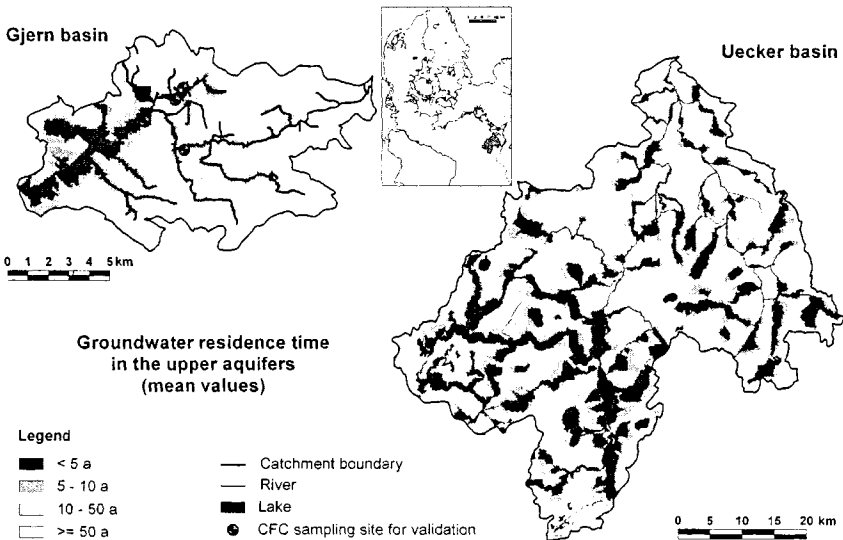 Gjern basin
Uecker basin
0 1 2 3 4 5 km
Groundwater residence time
in the upper aquifers
(mean values)
Legend
< 5 a
5 - 10 a
10 - 50 a
>= 50 a
Catchment boundary
River
Lake
CFC sampling site for validation
0 5 10 15 20 km